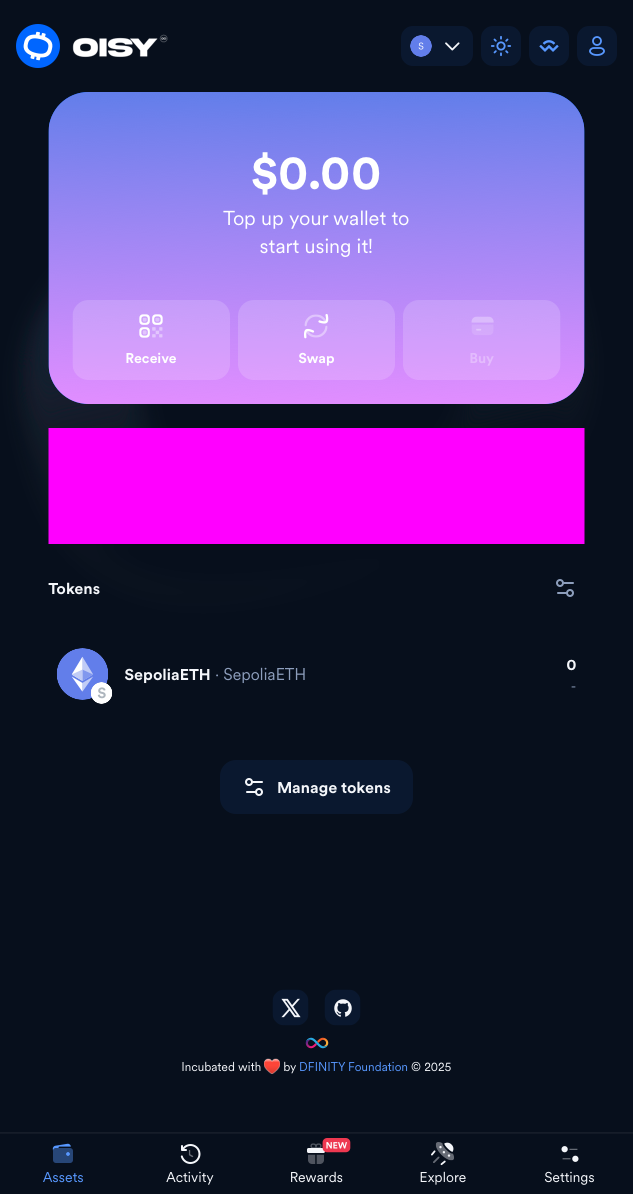 OISY
S
$0.00
Top up your wallet to
start using it!
Receive
Swap
Buy
Tokens
SepoliaETH · SepoliaETH
0
-
S
Manage tokens
Incubated with ❤️ by DFINITY Foundation © 2025
NEW
Assets
Activity
Rewards
Explore
Settings